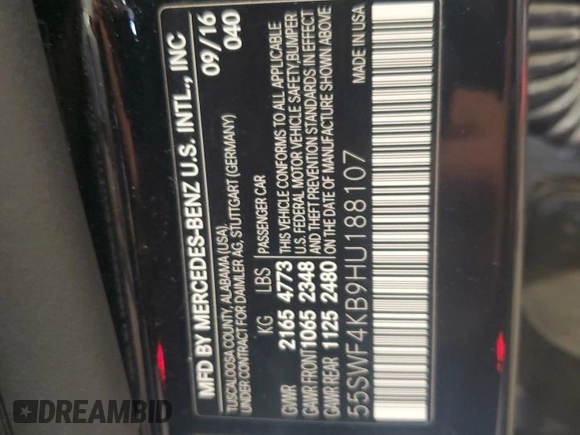 MFD BY MERCEDES-BENZ U.S. INTL., INC
TUSCALOOSA COUNTY, ALABAMA (USA)
UNDER CONTRACT FOR DAIMLER AG, STUTTGART (GERMANY)
09/16
040
KG LBS PASSENGER CAR
GVWR 2165 4773 THIS VEHICLE CONFORMS TO ALL APPLICABLE
U.S. FEDERAL MOTOR VEHICLE SAFETY,BUMPER
GAWR FRONT 1065 2348 AND THEFT PREVENTION STANDARDS IN EFFECT
GAWR REAR 1125 2480 ON THE DATE OF MANUFACTURE SHOWN ABOVE
55SWF4KB9HU188107
MADE IN USA
DREAMBID